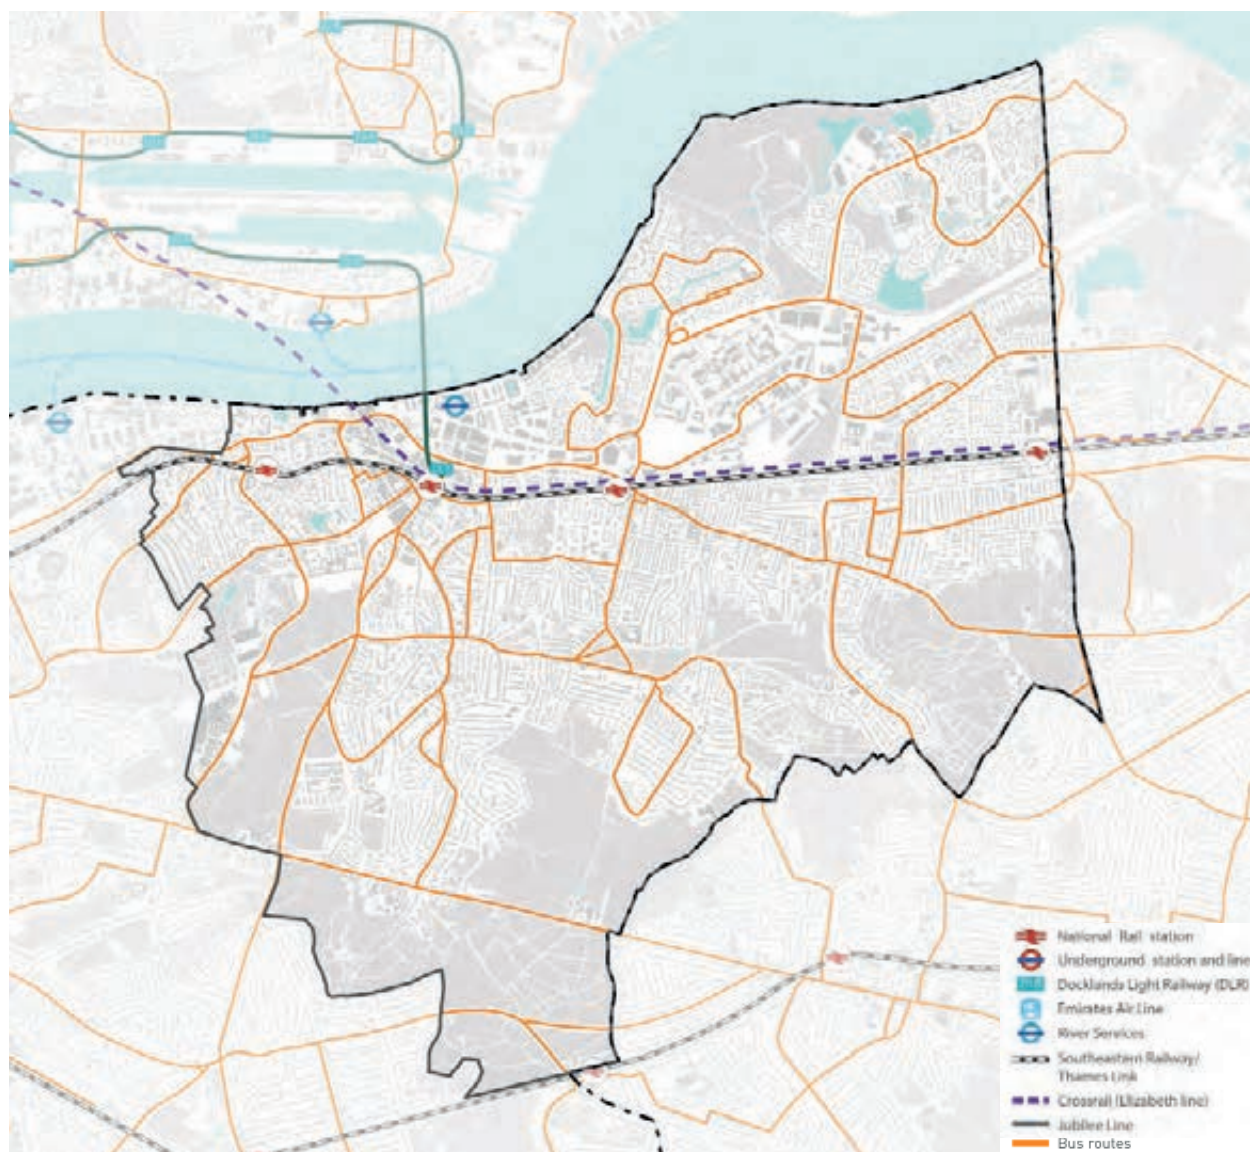 National Rail station
Underground station and line
Docklands Light Railway (DLR)
Emirates Air Line
River Services
Southeastern Railway/
Thames Link
Crossrail (Elizabeth line)
Jubilee Line
Bus routes